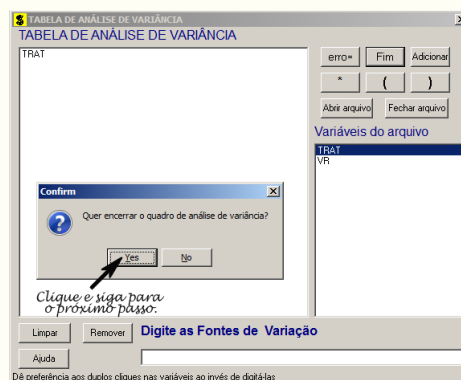 TABELA DE ANÁLISE DE VARIÂNCIA
TABELA DE ANÁLISE DE VARIÂNCIA
TRAT
erro=
Fim
Adicionar
*
(
)
Abrir arquivo
Fechar arquivo
Variáveis do arquivo
TRAT
VR
Confirm
Quer encerrar o quadro de análise de variância?
Yes
No
Clique e siga para
o próximo passo.
Limpar
Remover
Digite as Fontes de Variação
Ajuda
Dê preferência aos duplos cliques nas variáveis ao invés de digitá-las